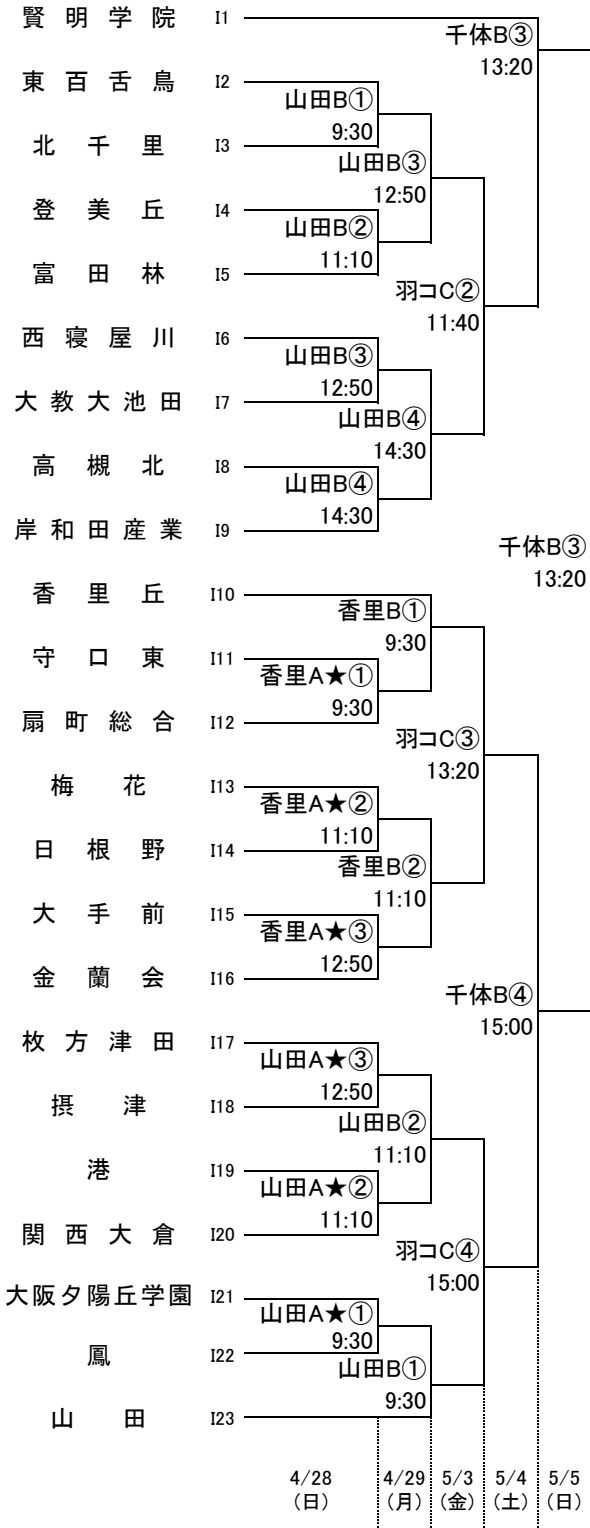 賢明学院 I1
千体B③
13:20
東百舌鳥 I2
山田B①
9:30
北千里 I3
山田B③
12:50
登美丘 I4
山田B②
11:10
富田林 I5
羽コC②
11:40
西寝屋川 I6
山田B③
12:50
大教大池田 I7
山田B④
14:30
高槻北 I8
山田B④
14:30
岸和田産業 I9
千体B③
13:20
香里丘 I10
香里B①
9:30
守口東 I11
香里A★①
9:30
扇町総合 I12
羽コC③
13:20
梅花 I13
香里A★②
11:10
日根野 I14
香里B②
11:10
大手前 I15
香里A★③
12:50
金蘭会 I16
千体B④
15:00
枚方津田 I17
山田A★③
12:50
摂津 I18
山田B②
11:10
港 I19
山田A★②
11:10
関西大倉 I20
羽コC④
15:00
大阪夕陽丘学園 I21
山田A★①
9:30
鳳 I22
山田B①
9:30
山田 I23
4/28 4/29 5/3 5/4 5/5
（日） （月） （金） （土） （日）